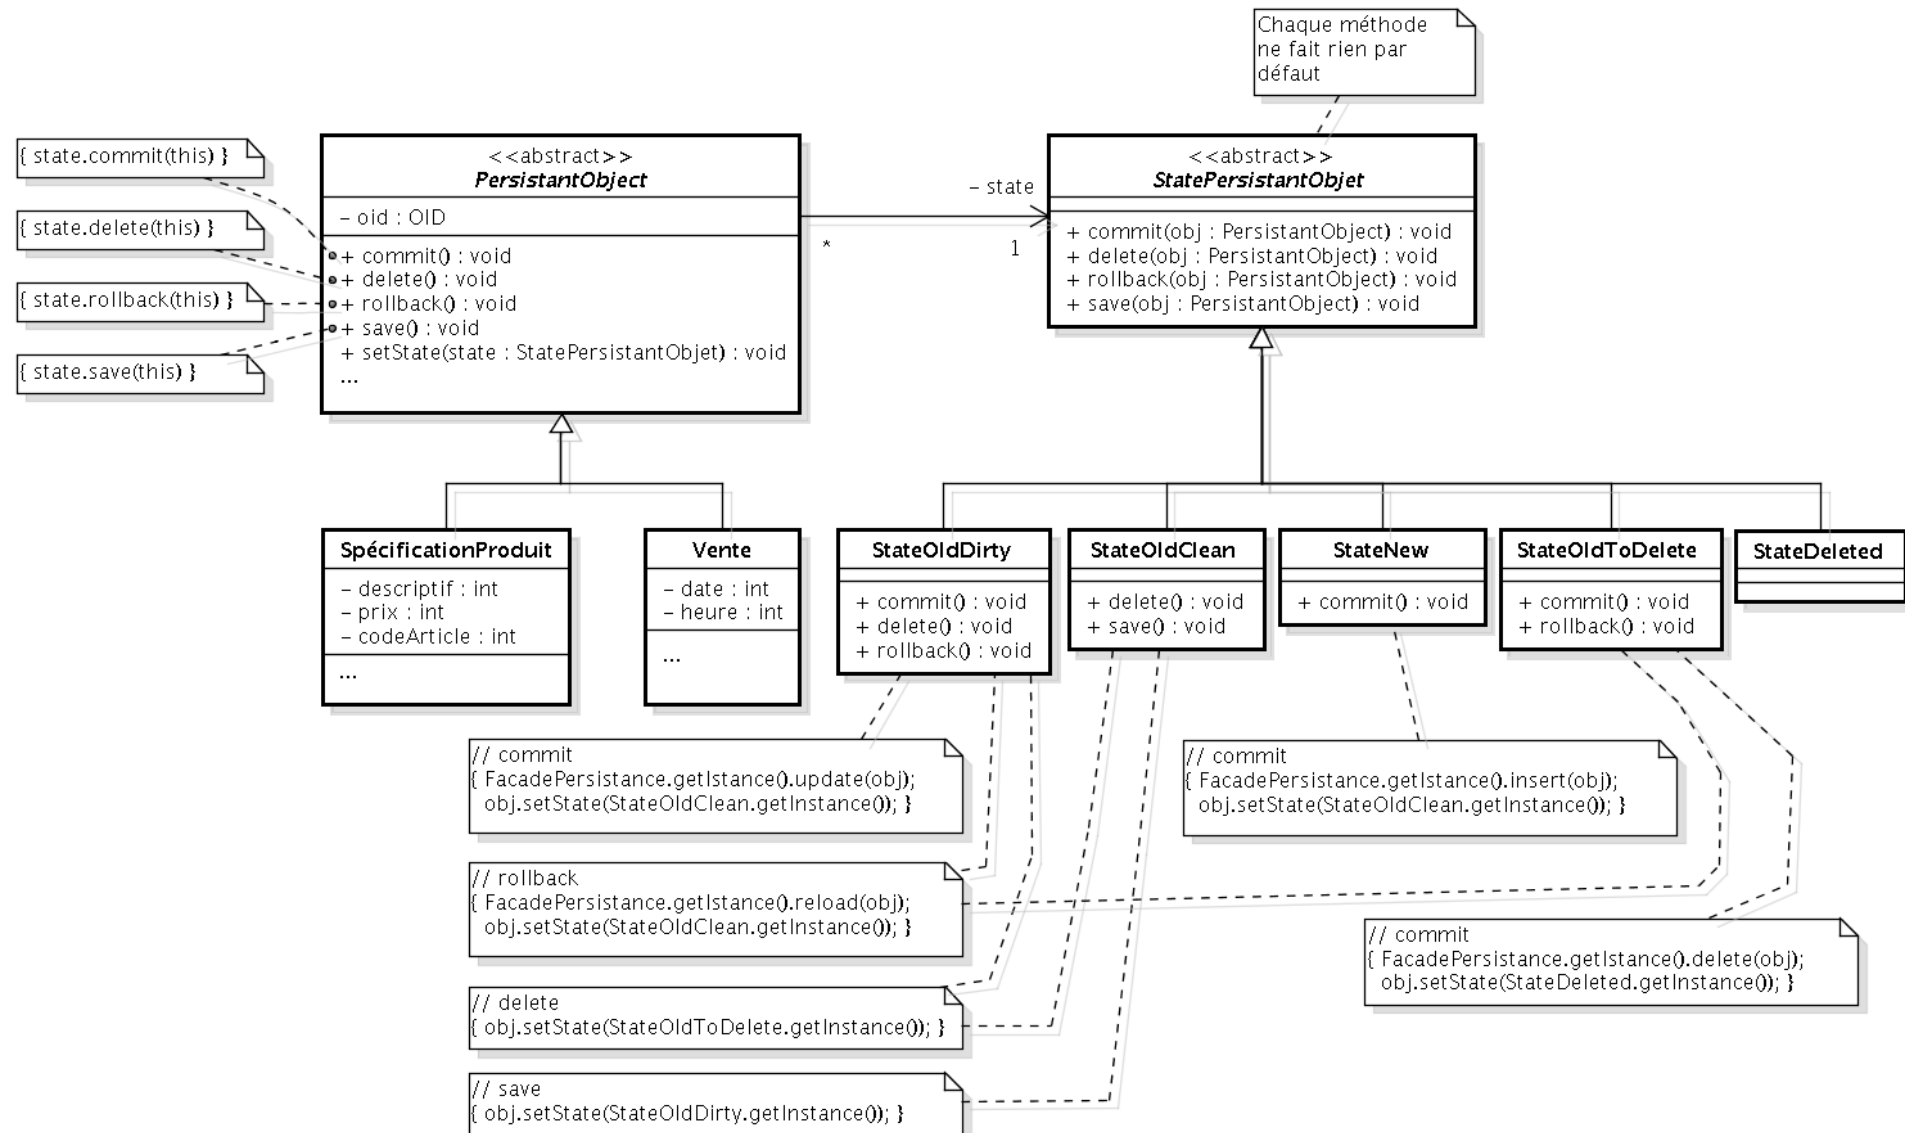 Chaque méthode
ne fait rien par
défaut
{ state.commit(this) }
{ state.delete(this) }
{ state.rollback(this) }
{ state.save(this) }
<<abstract>>
PersistantObject
– oid : OID
+ commit() : void
+ delete() : void
+ rollback() : void
+ save() : void
+ setState(state : StatePersistantObjet) : void
...
– state
*
1
<<abstract>>
StatePersistantObjet
+ commit(obj : PersistantObject) : void
+ delete(obj : PersistantObject) : void
+ rollback(obj : PersistantObject) : void
+ save(obj : PersistantObject) : void
SpécificationProduit
– descriptif : int
– prix : int
– codeArticle : int
...
Vente
– date : int
– heure : int
...
StateOldDirty
+ commit() : void
+ delete() : void
+ rollback() : void
StateOldClean
+ delete() : void
+ save() : void
StateNew
+ commit() : void
StateOldToDelete
+ commit() : void
+ rollback() : void
StateDeleted
// commit
{ FacadePersistance.getIstance().update(obj);
obj.setState(StateOldClean.getInstance()); }
// commit
{ FacadePersistance.getIstance().insert(obj);
obj.setState(StateOldClean.getInstance()); }
// rollback
{ FacadePersistance.getIstance().reload(obj);
obj.setState(StateOldClean.getInstance()); }
// commit
{ FacadePersistance.getIstance().delete(obj);
obj.setState(StateDeleted.getInstance()); }
// delete
{ obj.setState(StateOldToDelete.getInstance()); }
// save
{ obj.setState(StateOldDirty.getInstance()); }